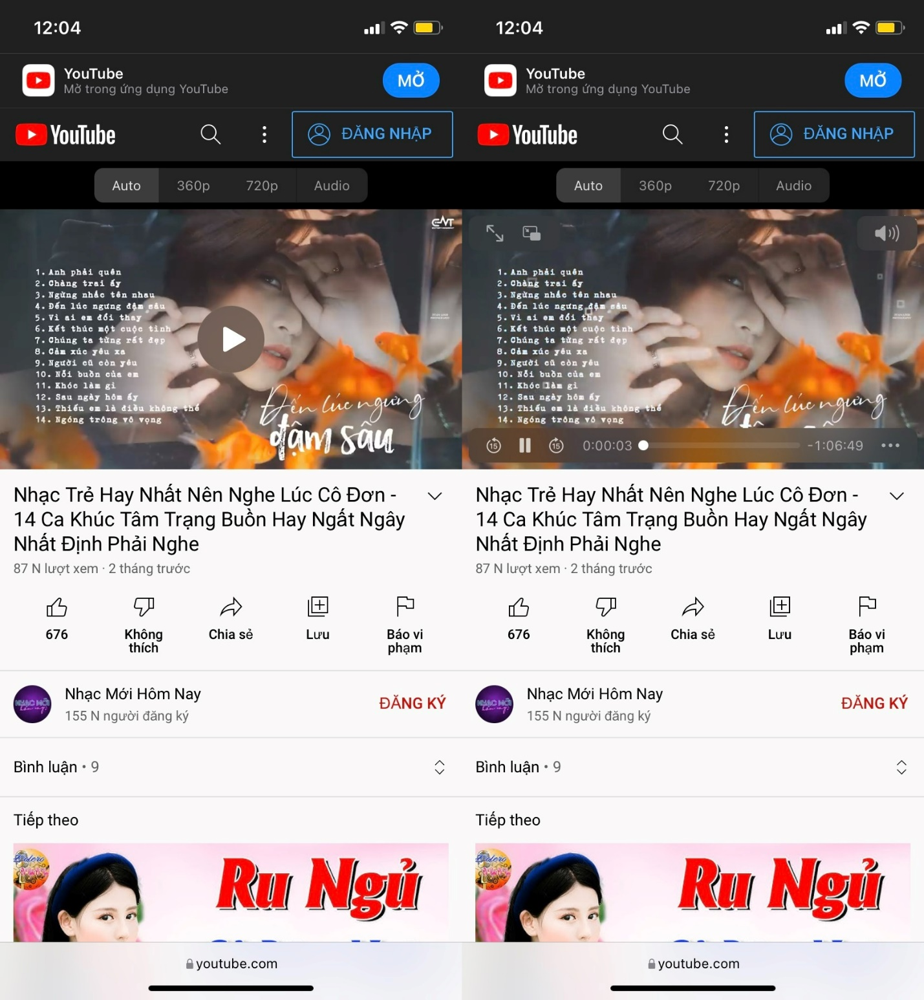 12:04
YouTube
Mở trong ứng dụng YouTube
MỞ
YouTube
ĐĂNG NHẬP
Auto
360p
720p
Audio
GMT
1. Anh phải quên
2. Chàng trai ấy
3. Ngừng nhắc tên nhau
4. Đến lúc ngưng đậm sâu
5. Vì ai em đổi thay
6. Kết thúc một cuộc tình
7. Chúng ta từng rất đẹp
8. Cảm xúc yêu xa
9. Người cũ còn yêu
10. Nỗi buồn của em
11. Khóc làm gì
12. Sau ngày hôm ấy
13. Thiếu em là điều không thể
14. Ngóng trông vô vọng
Đến lúc ngưng
đậm sâu
Nhạc Trẻ Hay Nhất Nên Nghe Lúc Cô Đơn -
14 Ca Khúc Tâm Trạng Buồn Hay Ngất Ngây
Nhất Định Phải Nghe
87 N lượt xem · 2 tháng trước
676
Không
thích
Chia sẻ
Lưu
Báo vi
phạm
NHẠC MỚI
hôm nay
Nhạc Mới Hôm Nay
155 N người đăng ký
ĐĂNG KÝ
Bình luận • 9
Tiếp theo
Bolero
Ru Ngủ
youtube.com
12:04
YouTube
Mở trong ứng dụng YouTube
MỞ
YouTube
ĐĂNG NHẬP
Auto
360p
720p
Audio
1. Anh phải quên
2. Chàng trai ấy
3. Ngừng nhắc tên nhau
4. Đến lúc ngưng đậm sâu
5. Vì ai em đổi thay
6. Kết thúc một cuộc tình
7. Chúng ta từng rất đẹp
8. Cảm xúc yêu xa
9. Người cũ còn yêu
10. Nỗi buồn của em
11. Khóc làm gì
12. Sau ngày hôm ấy
13. Thiếu em là điều không thể
14. Ngóng trông vô vọng
Đến lúc ngưng
15
15
0:00:03
-1:06:49
Nhạc Trẻ Hay Nhất Nên Nghe Lúc Cô Đơn -
14 Ca Khúc Tâm Trạng Buồn Hay Ngất Ngây
Nhất Định Phải Nghe
87 N lượt xem · 2 tháng trước
676
Không
thích
Chia sẻ
Lưu
Báo vi
phạm
NHẠC MỚI
hôm nay
Nhạc Mới Hôm Nay
155 N người đăng ký
ĐĂNG KÝ
Bình luận • 9
Tiếp theo
Bolero
Ru Ngủ
youtube.com